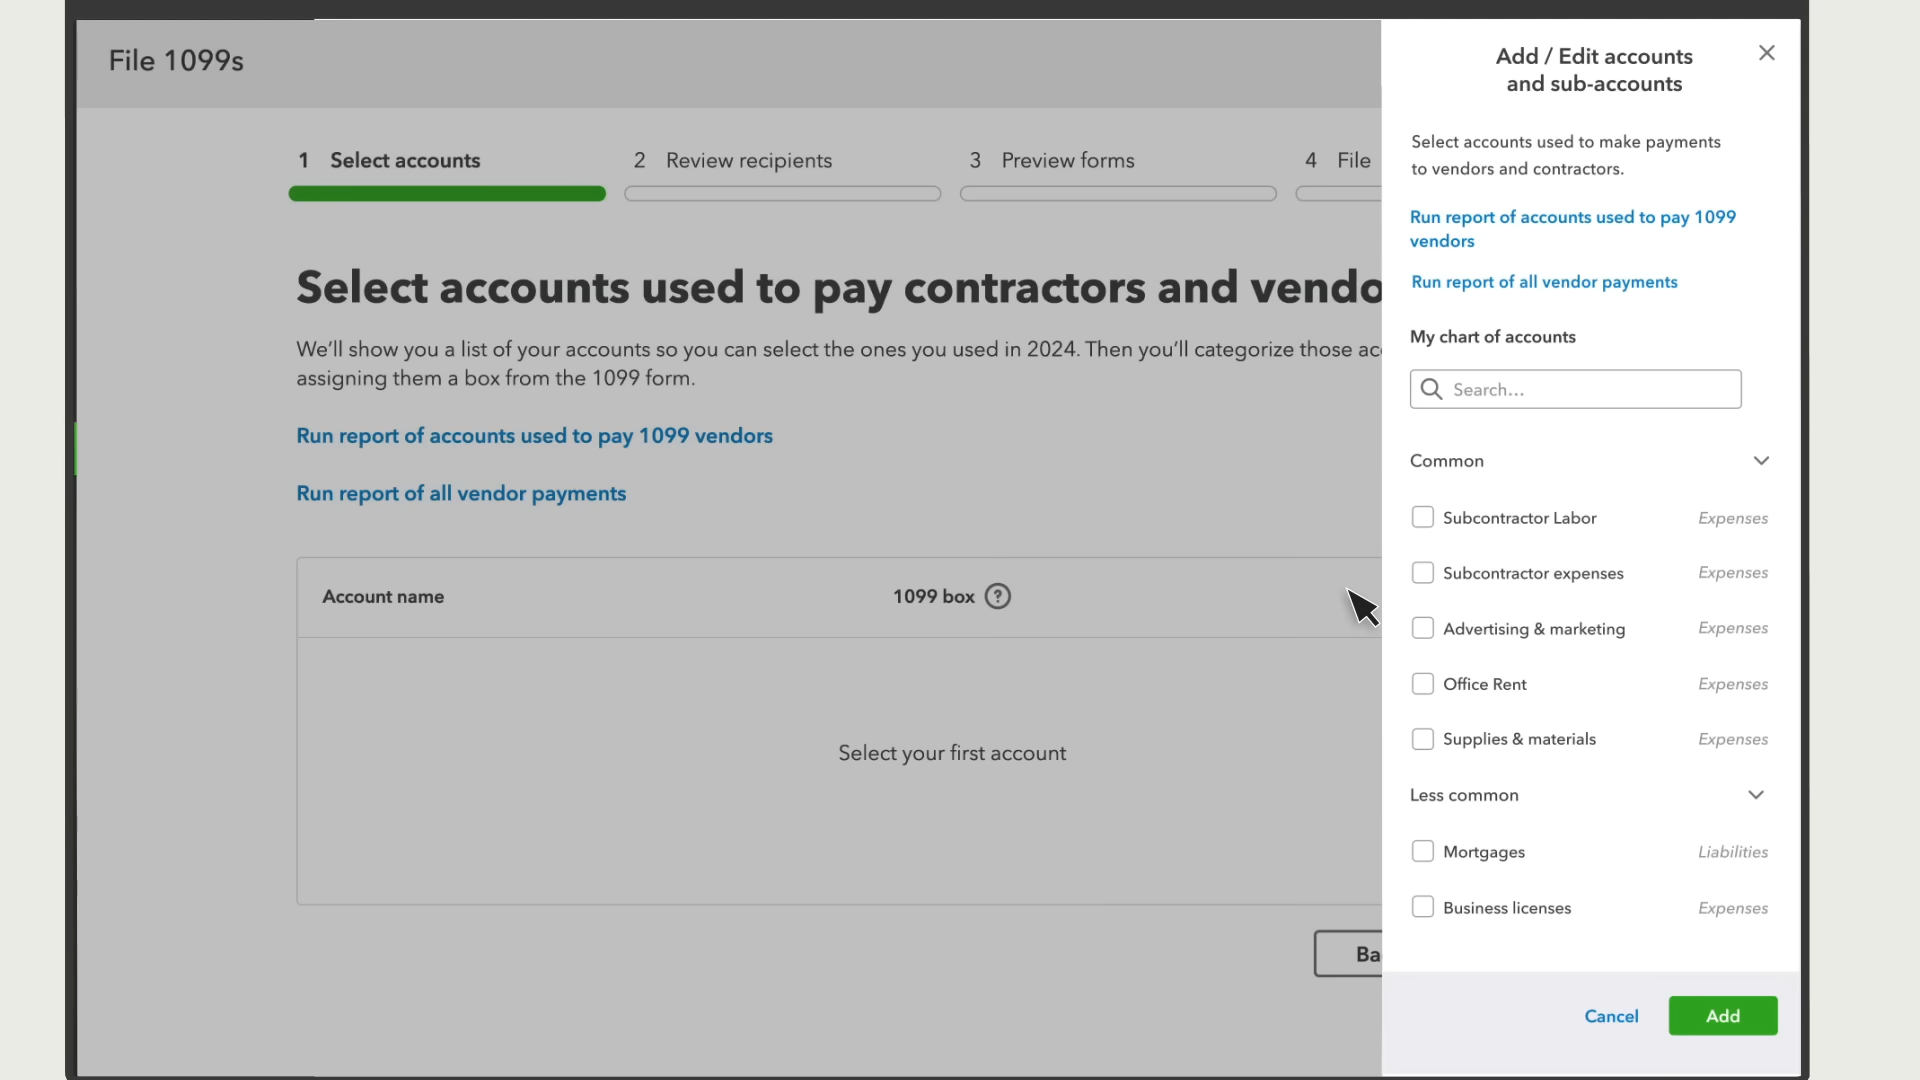 File 1099s
1 Select accounts
2 Review recipients
3 Preview forms
4 File
Select accounts used to pay contractors and vendo
We'll show you a list of your accounts so you can select the ones you used in 2024. Then you'll categorize those ac
assigning them a box from the 1099 form.
Run report of accounts used to pay 1099 vendors
Run report of all vendor payments
Account name
1099 box ?
Select your first account
Ba
Add / Edit accounts
and sub-accounts
Select accounts used to make payments
to vendors and contractors.
Run report of accounts used to pay 1099
vendors
Run report of all vendor payments
My chart of accounts
Search...
Common
Subcontractor Labor Expenses
Subcontractor expenses Expenses
Advertising & marketing Expenses
Office Rent Expenses
Supplies & materials Expenses
Less common
Mortgages Liabilities
Business licenses Expenses
Cancel
Add